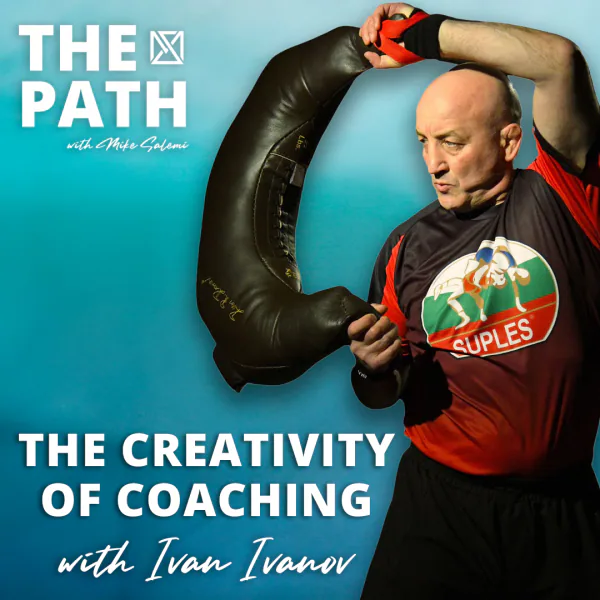 THE
PATH
with Mike Salemi
SUPLES
THE CREATIVITY
OF COACHING
with Ivan Ivanov